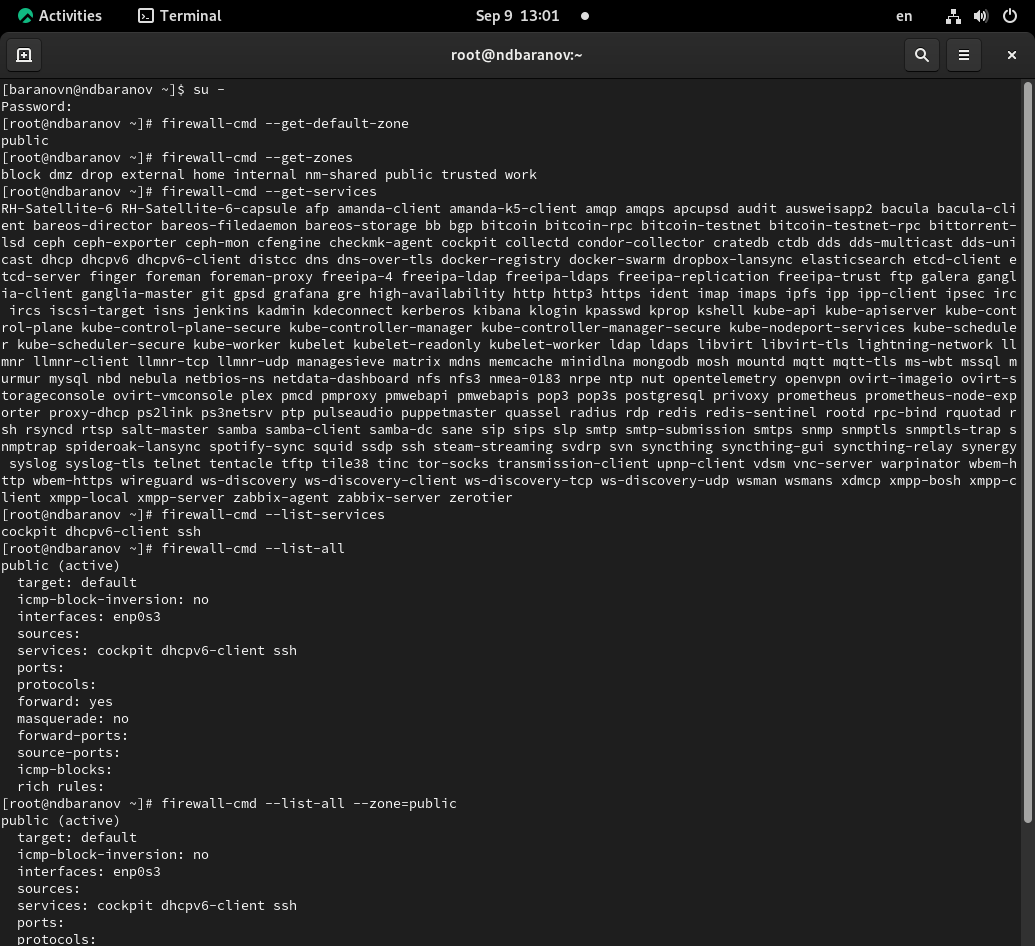 Activities Terminal Sep 9 13:01 en
root@ndbaranov:~
[baranovn@ndbaranov ~]$ su -
Password:
[root@ndbaranov ~]# firewall-cmd --get-default-zone
public
[root@ndbaranov ~]# firewall-cmd --get-zones
block dmz drop external home internal nm-shared public trusted work
[root@ndbaranov ~]# firewall-cmd --get-services
RH-Satellite-6 RH-Satellite-6-capsule afp amanda-client amanda-k5-client amqp amqps apcupsd audit ausweisapp2 bacula bacula-cli
ent bareos-director bareos-filedaemon bareos-storage bb bgp bitcoin bitcoin-rpc bitcoin-testnet bitcoin-testnet-rpc bittorrent-
lsd ceph ceph-exporter ceph-mon cfengine checkmk-agent cockpit collectd condor-collector cratedb ctdb dds dds-multicast dds-uni
cast dhcp dhcpv6 dhcpv6-client distcc dns dns-over-tls docker-registry docker-swarm dropbox-lansync elasticsearch etcd-client e
tcd-server finger foreman foreman-proxy freeipa-4 freeipa-ldap freeipa-ldaps freeipa-replication freeipa-trust ftp galera gangl
ia-client ganglia-master git gpsd grafana gre high-availability http http3 https ident imap imaps ipfs ipp ipp-client ipsec irc
 ircs iscsi-target isns jenkins kadmin kdeconnect kerberos kibana klogin kpasswd kprop kshell kube-api kube-apiserver kube-cont
rol-plane kube-control-plane-secure kube-controller-manager kube-controller-manager-secure kube-nodeport-services kube-schedule
r kube-scheduler-secure kube-worker kubelet kubelet-readonly kubelet-worker ldap ldaps libvirt libvirt-tls lightning-network ll
mnr llmnr-client llmnr-tcp llmnr-udp managesieve matrix mdns memcache minidlna mongodb mosh mountd mqtt mqtt-tls ms-wbt mssql m
urmur mysql nbd nebula netbios-ns netdata-dashboard nfs nfs3 nmea-0183 nrpe ntp nut opentelemetry openvpn ovirt-imageio ovirt-s
torageconsole ovirt-vmconsole plex pmcd pmproxy pmwebapi pmwebapis pop3 pop3s postgresql privoxy prometheus prometheus-node-exp
orter proxy-dhcp ps2link ps3netsrv ptp pulseaudio puppetmaster quassel radius rdp redis redis-sentinel rootd rpc-bind rquotad r
sh rsyncd rtsp salt-master samba samba-client samba-dc sane sip sips slp smtp smtp-submission smtps snmp snmptls snmptls-trap s
nmptrap spideroak-lansync spotify-sync squid ssdp ssh steam-streaming svdrp svn syncthing syncthing-gui syncthing-relay synergy
 syslog syslog-tls telnet tentacle tftp tile38 tinc tor-socks transmission-client upnp-client vdsm vnc-server warpinator wbem-h
ttp wbem-https wireguard ws-discovery ws-discovery-client ws-discovery-tcp ws-discovery-udp wsman wsmans xdmcp xmpp-bosh xmpp-c
lient xmpp-local xmpp-server zabbix-agent zabbix-server zerotier
[root@ndbaranov ~]# firewall-cmd --list-services
cockpit dhcpv6-client ssh
[root@ndbaranov ~]# firewall-cmd --list-all
public (active)
  target: default
  icmp-block-inversion: no
  interfaces: enp0s3
  sources:
  services: cockpit dhcpv6-client ssh
  ports:
  protocols:
  forward: yes
  masquerade: no
  forward-ports:
  source-ports:
  icmp-blocks:
  rich rules:
[root@ndbaranov ~]# firewall-cmd --list-all --zone=public
public (active)
  target: default
  icmp-block-inversion: no
  interfaces: enp0s3
  sources:
  services: cockpit dhcpv6-client ssh
  ports:
  protocols: